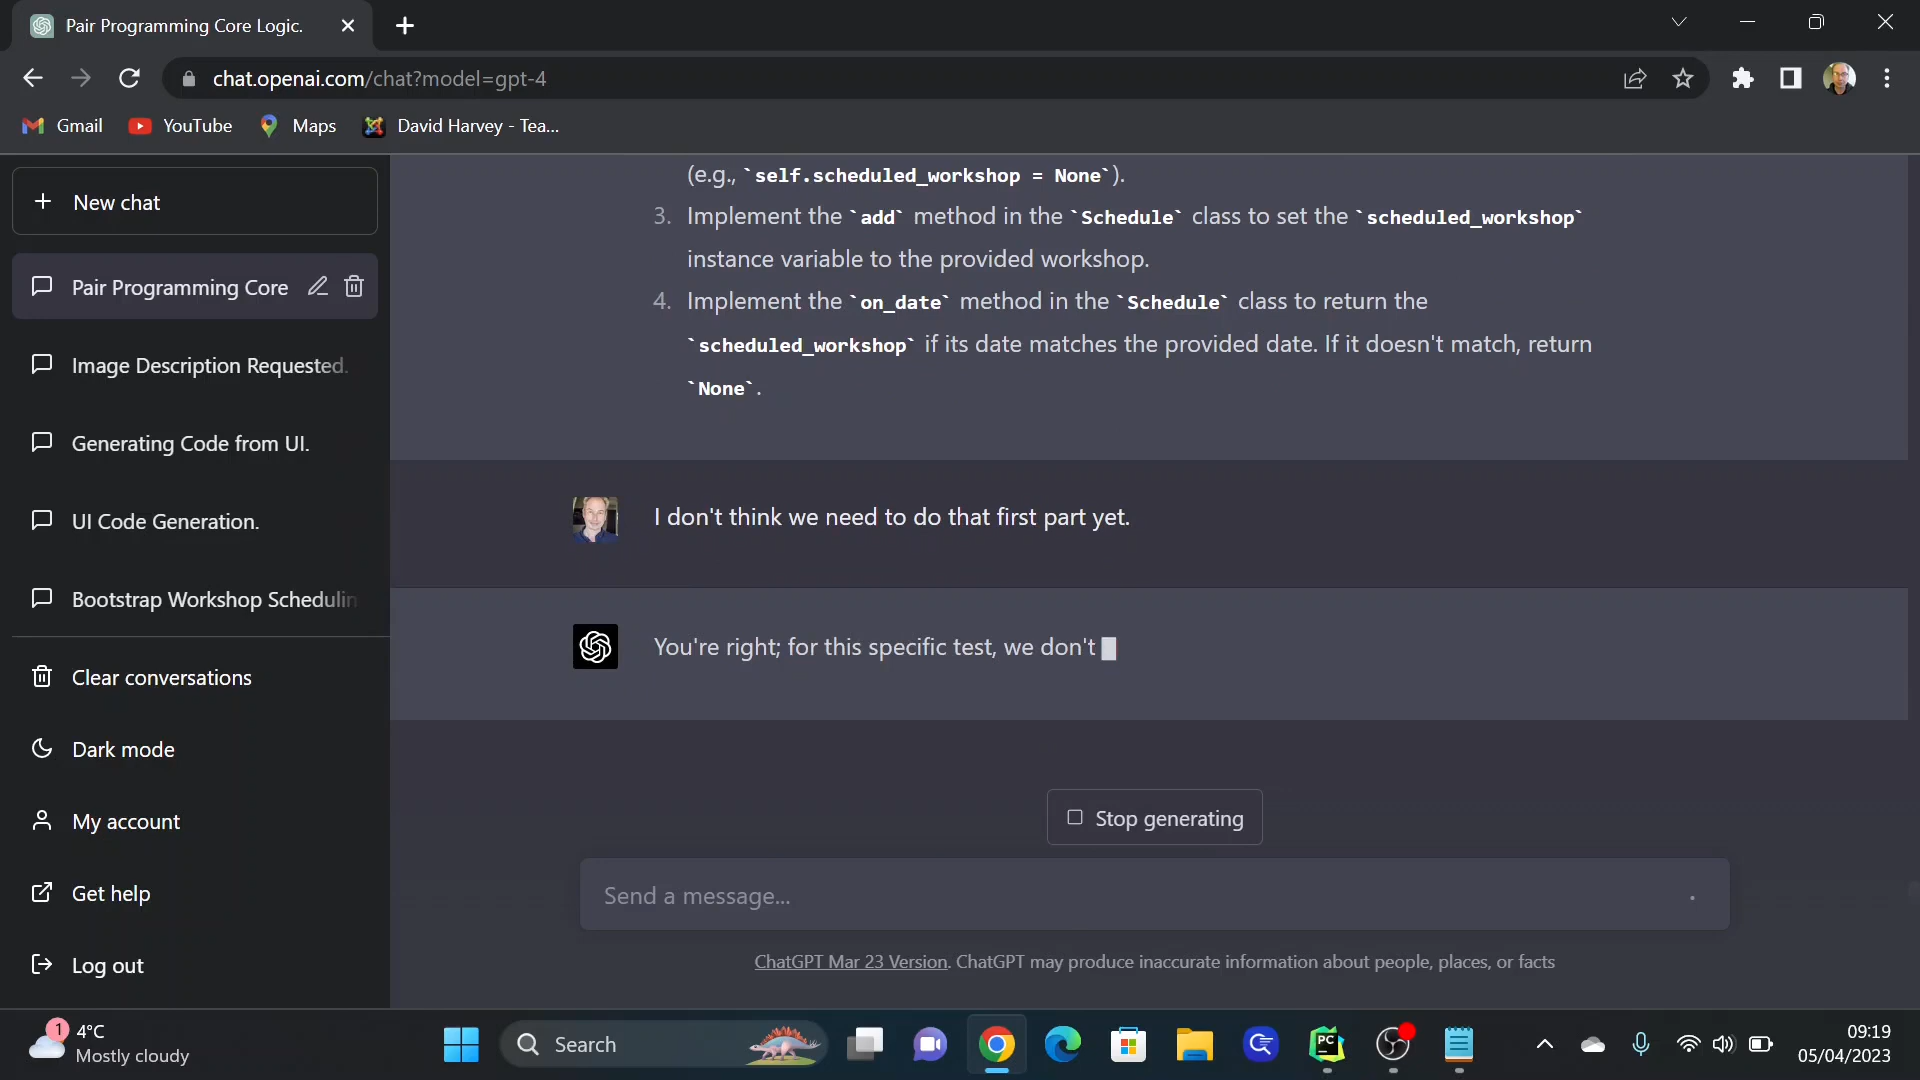 Pair Programming Core Logic.
chat.openai.com/chat?model=gpt-4
Gmail YouTube Maps David Harvey - Tea...
New chat
Pair Programming Core
Image Description Requested.
Generating Code from UI.
UI Code Generation.
Bootstrap Workshop Schedulin
Clear conversations
Dark mode
My account
Get help
Log out
(e.g., `self.scheduled_workshop = None`).
3. Implement the `add` method in the `Schedule` class to set the `scheduled_workshop`
instance variable to the provided workshop.
4. Implement the `on_date` method in the `Schedule` class to return the
`scheduled_workshop` if its date matches the provided date. If it doesn't match, return
`None`.
I don't think we need to do that first part yet.
You're right; for this specific test, we don't
Stop generating
Send a message...
ChatGPT Mar 23 Version. ChatGPT may produce inaccurate information about people, places, or facts
1
4°C
Mostly cloudy
Search
PC
09:19
05/04/2023